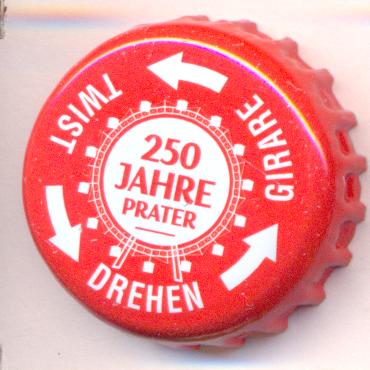 250
JAHRE
PRATER
TWIST
GIRARE
DREHEN